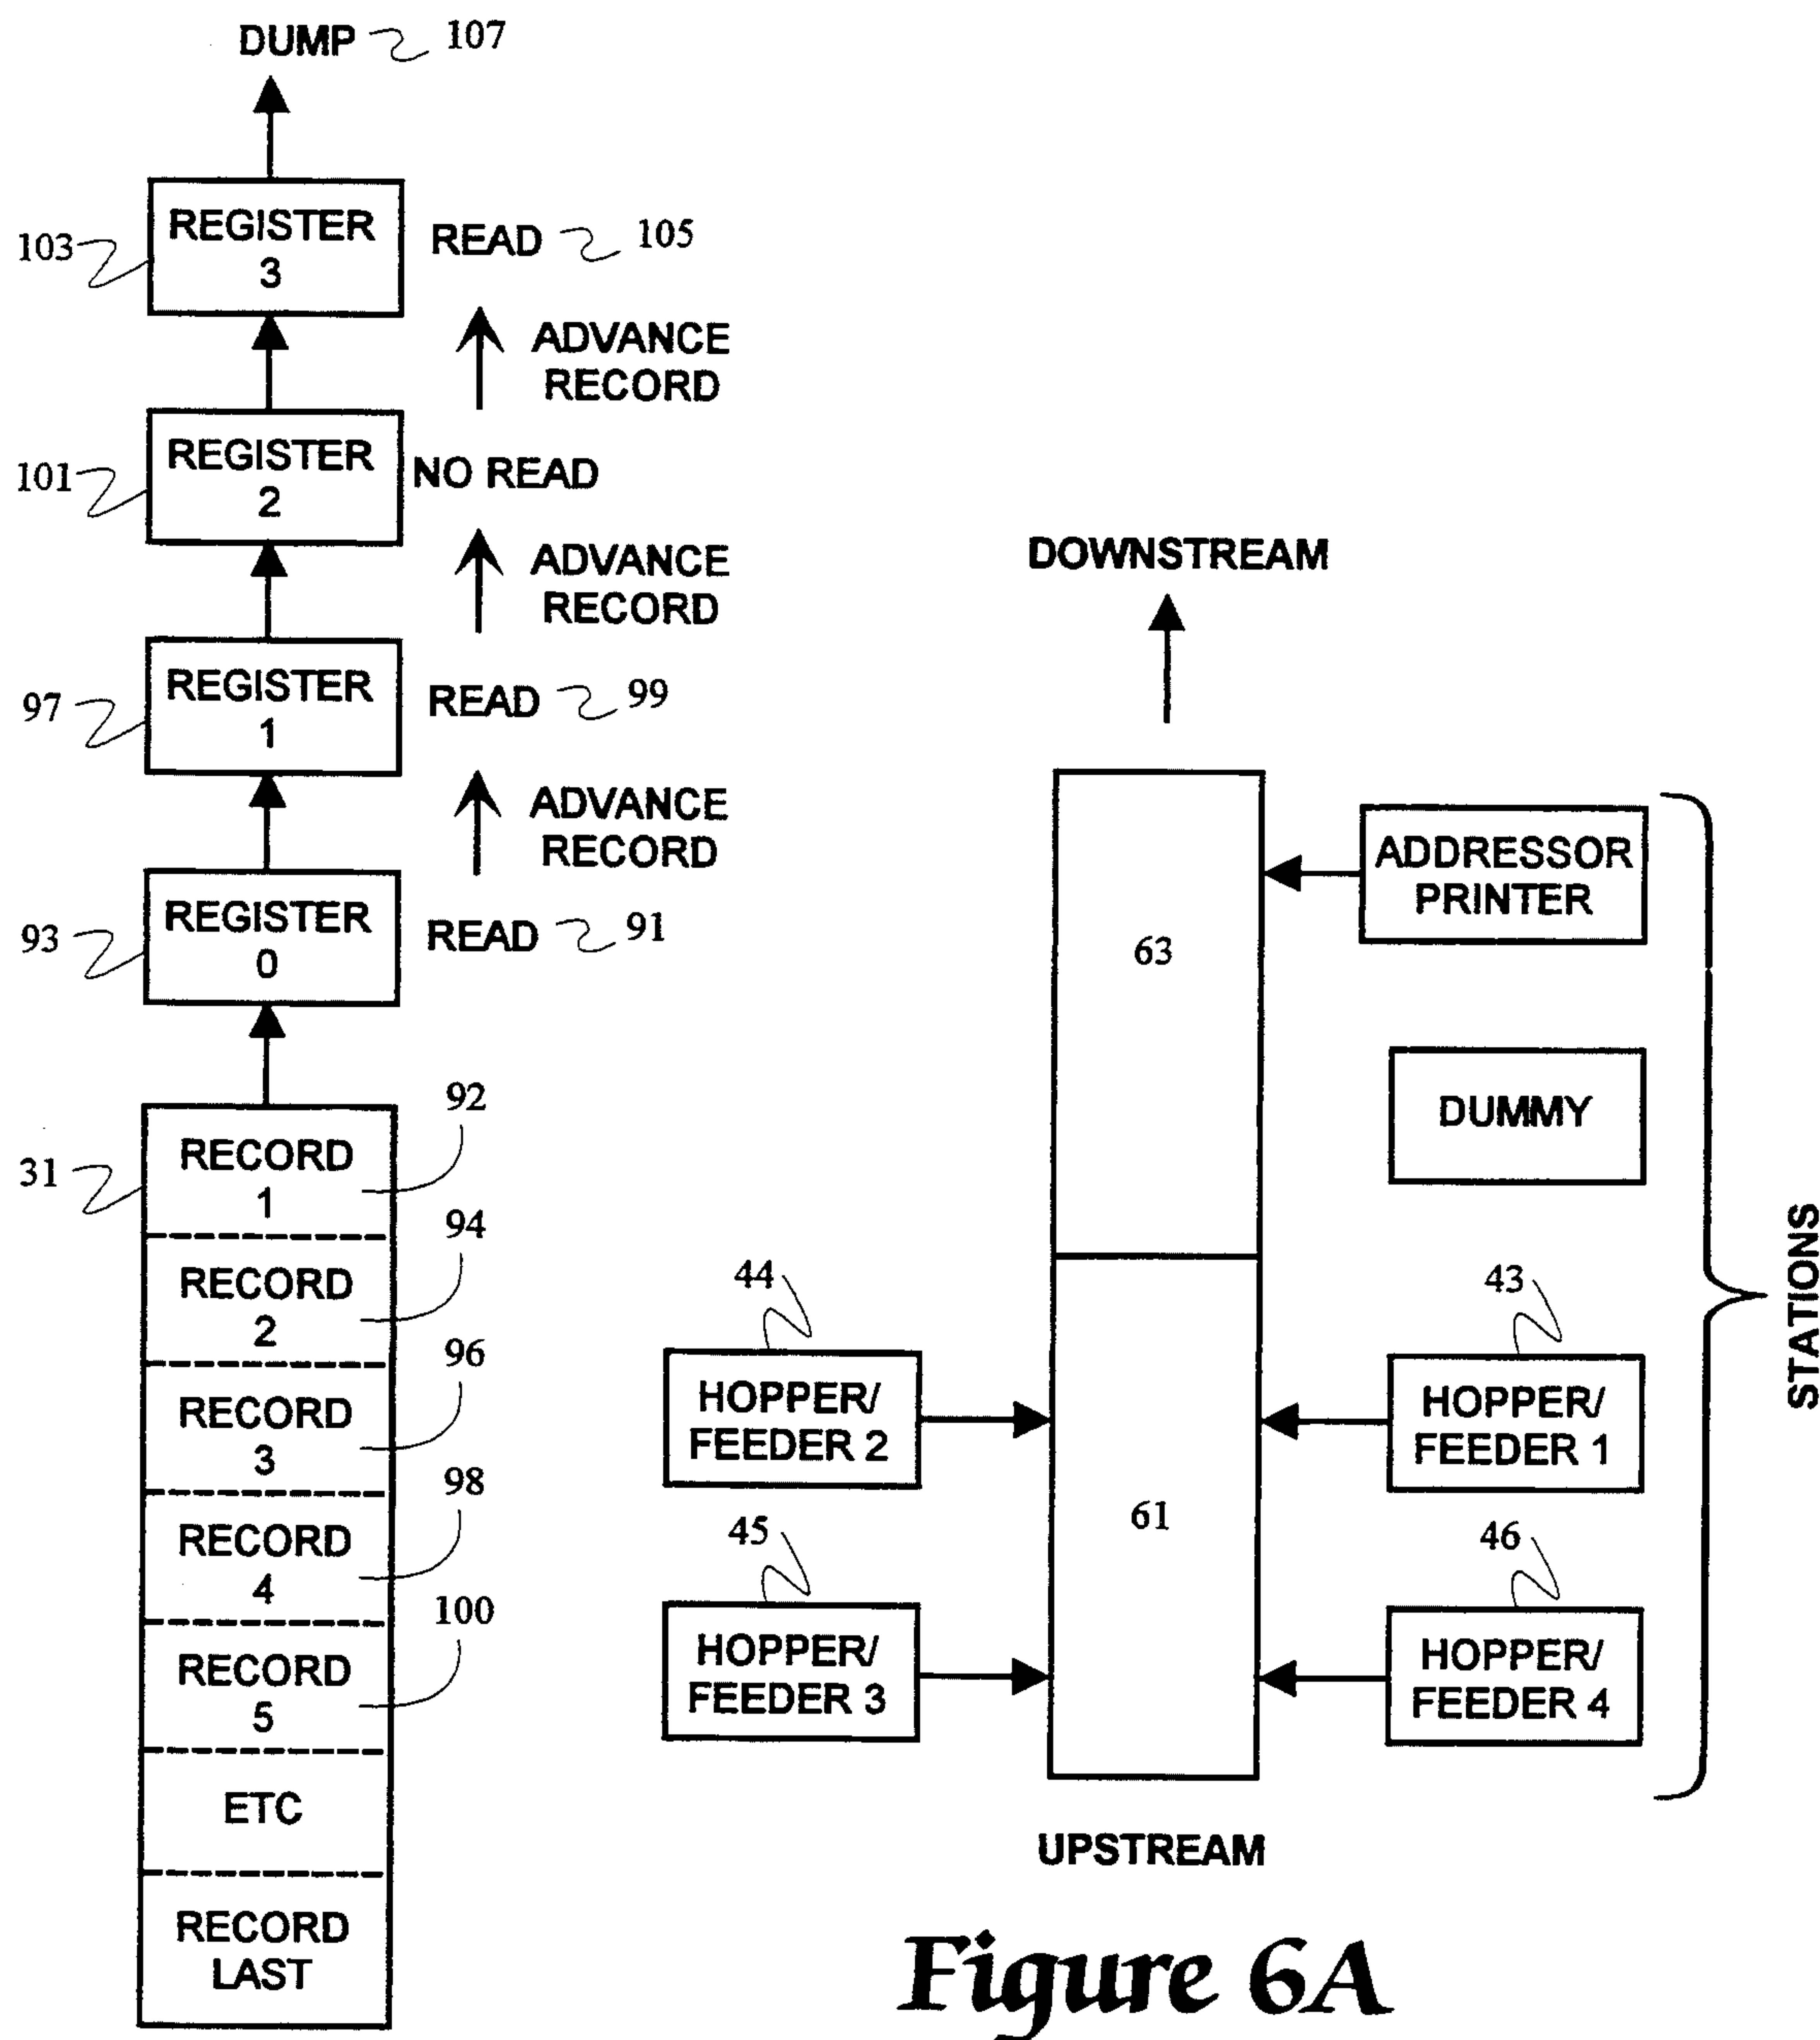 DUMP 107
REGISTER
3
103
READ 105
ADVANCE
RECORD
REGISTER
2
101
NO READ
ADVANCE
RECORD
REGISTER
1
97
READ 99
ADVANCE
RECORD
REGISTER
0
93
READ 91
31
RECORD
1
92
RECORD
2
94
RECORD
3
96
RECORD
4
98
RECORD
5
100
ETC
RECORD
LAST
DOWNSTREAM
63
ADDRESSOR
PRINTER
DUMMY
STATIONS
44
HOPPER/
FEEDER 2
43
HOPPER/
FEEDER 1
61
45
HOPPER/
FEEDER 3
46
HOPPER/
FEEDER 4
UPSTREAM
Figure 6A